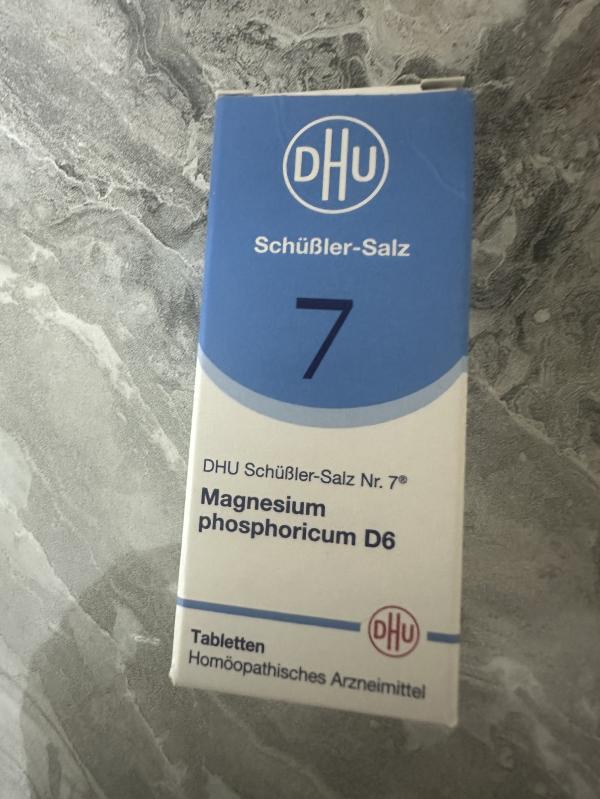 DHU
Schüßler-Salz
7
DHU Schüßler-Salz Nr. 7®
Magnesium
phosphoricum D6
DHU
Tabletten
Homöopathisches Arzneimittel